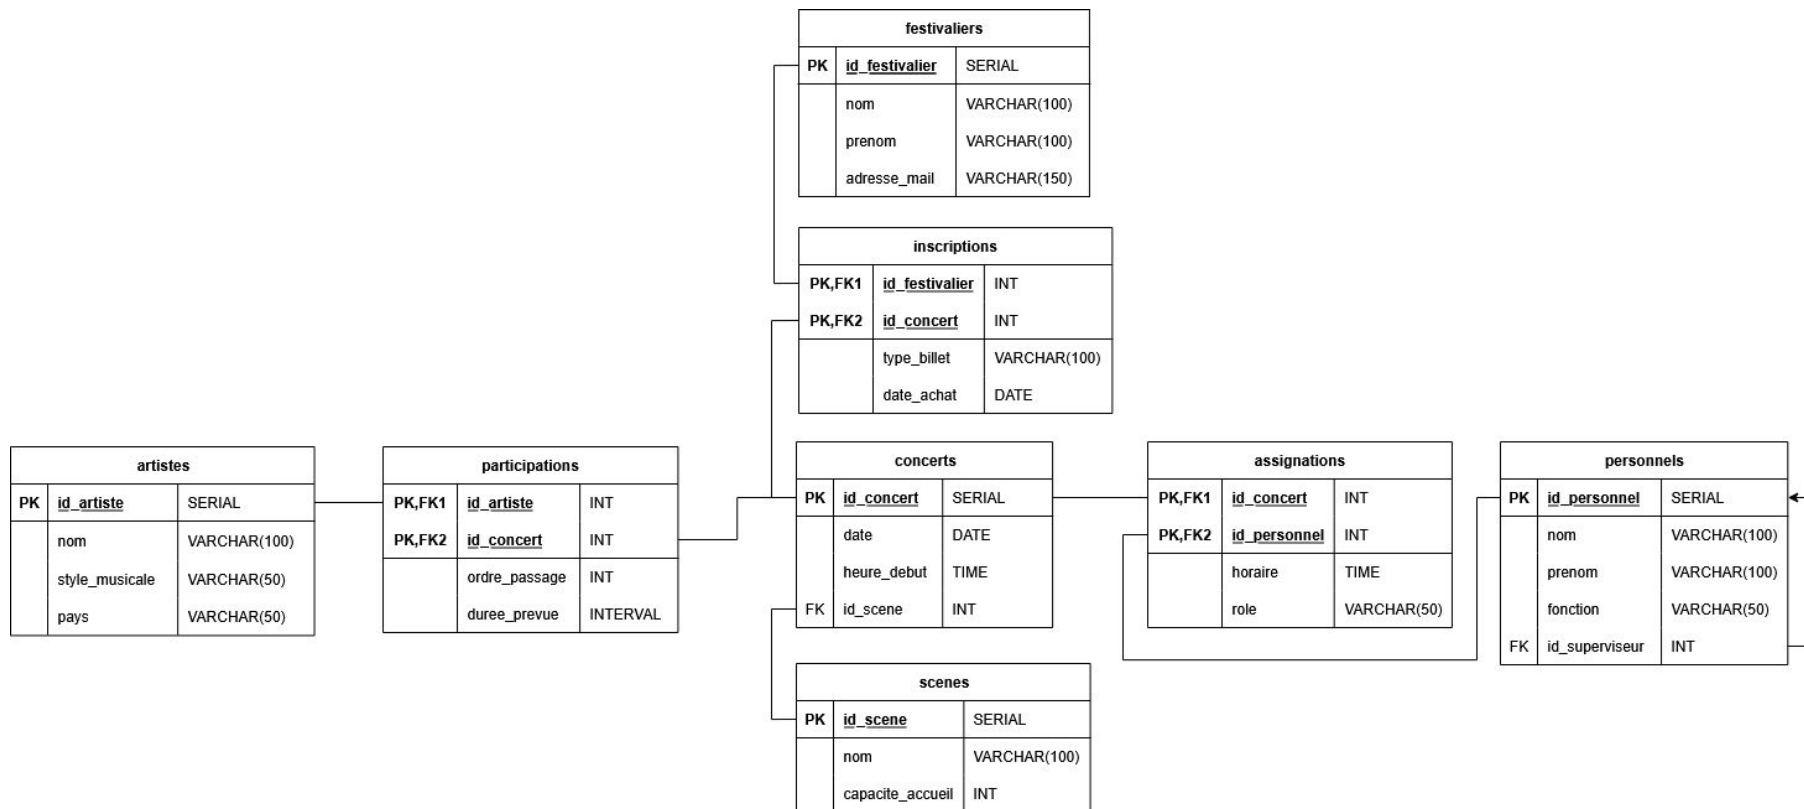 festivaliers
PK id_festivalier SERIAL
nom VARCHAR(100)
prenom VARCHAR(100)
adresse_mail VARCHAR(150)
inscriptions
PK,FK1 id_festivalier INT
PK,FK2 id_concert INT
type_billet VARCHAR(100)
date_achat DATE
artistes
PK id_artiste SERIAL
nom VARCHAR(100)
style_musicale VARCHAR(50)
pays VARCHAR(50)
participations
PK,FK1 id_artiste INT
PK,FK2 id_concert INT
ordre_passage INT
duree_prevue INTERVAL
concerts
PK id_concert SERIAL
date DATE
heure_debut TIME
FK id_scene INT
assignations
PK,FK1 id_concert INT
PK,FK2 id_personnel INT
horaire TIME
role VARCHAR(50)
personnels
PK id_personnel SERIAL
nom VARCHAR(100)
prenom VARCHAR(100)
fonction VARCHAR(50)
FK id_superviseur INT
scenes
PK id_scene SERIAL
nom VARCHAR(100)
capacite_accueil INT